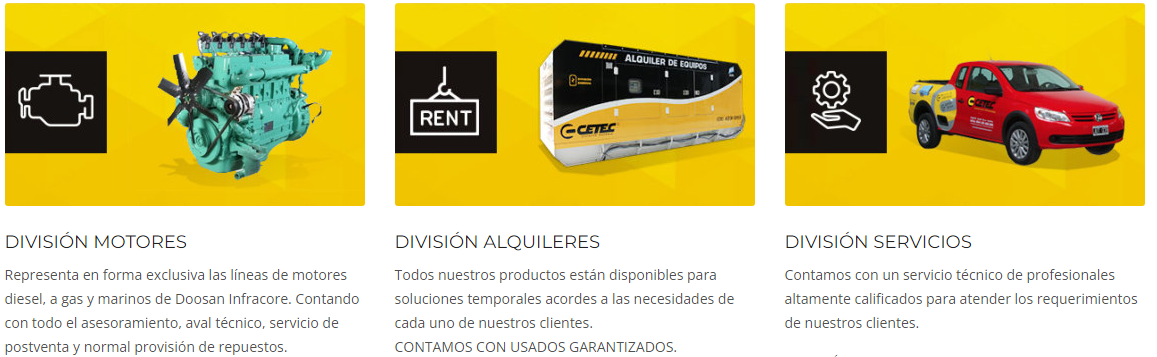 RENT
ALQUILER DE EQUIPOS
CETEC
CETEC
DIVISIÓN MOTORES
Representa en forma exclusiva las líneas de motores
diesel, a gas y marinos de Doosan Infracore. Contando
con todo el asesoramiento, aval técnico, servicio de
postventa y normal provisión de repuestos.
DIVISIÓN ALQUILERES
Todos nuestros productos están disponibles para
soluciones temporales acordes a las necesidades de
cada uno de nuestros clientes.
CONTAMOS CON USADOS GARANTIZADOS.
DIVISIÓN SERVICIOS
Contamos con un servicio técnico de profesionales
altamente calificados para atender los requerimientos
de nuestros clientes.